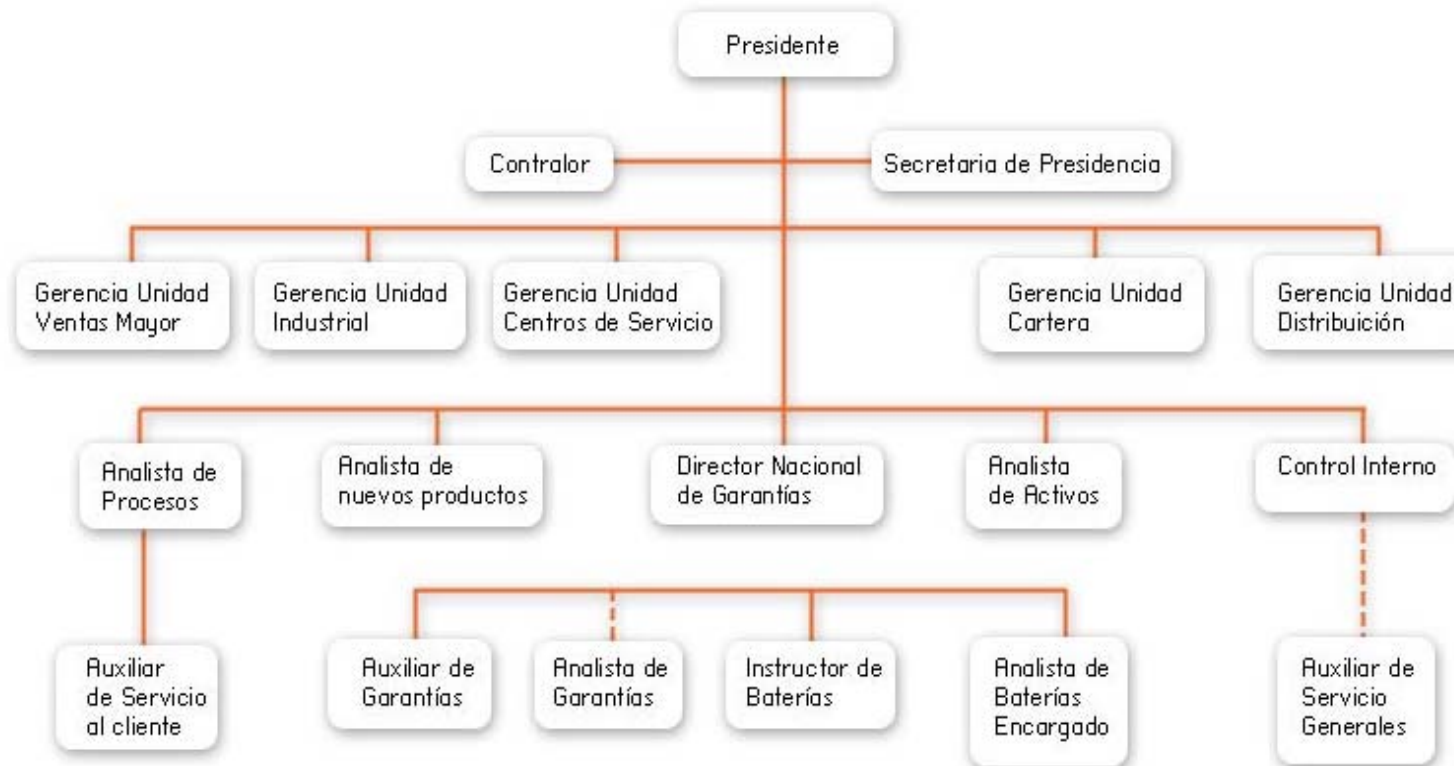 Presidente
Contralor
Secretaria de Presidencia
Gerencia Unidad
Ventas Mayor
Gerencia Unidad
Industrial
Gerencia Unidad
Centros de Servicio
Gerencia Unidad
Cartera
Gerencia Unidad
Distribuición
Analista de
Procesos
Analista de
nuevos productos
Director Nacional
de Garantías
Analista
de Activos
Control Interno
Auxiliar
de Servicio
al cliente
Auxiliar de
Garantías
Analista de
Garantías
Instructor de
Baterías
Analista de
Baterías
Encargado
Auxiliar de
Servicio
Generales